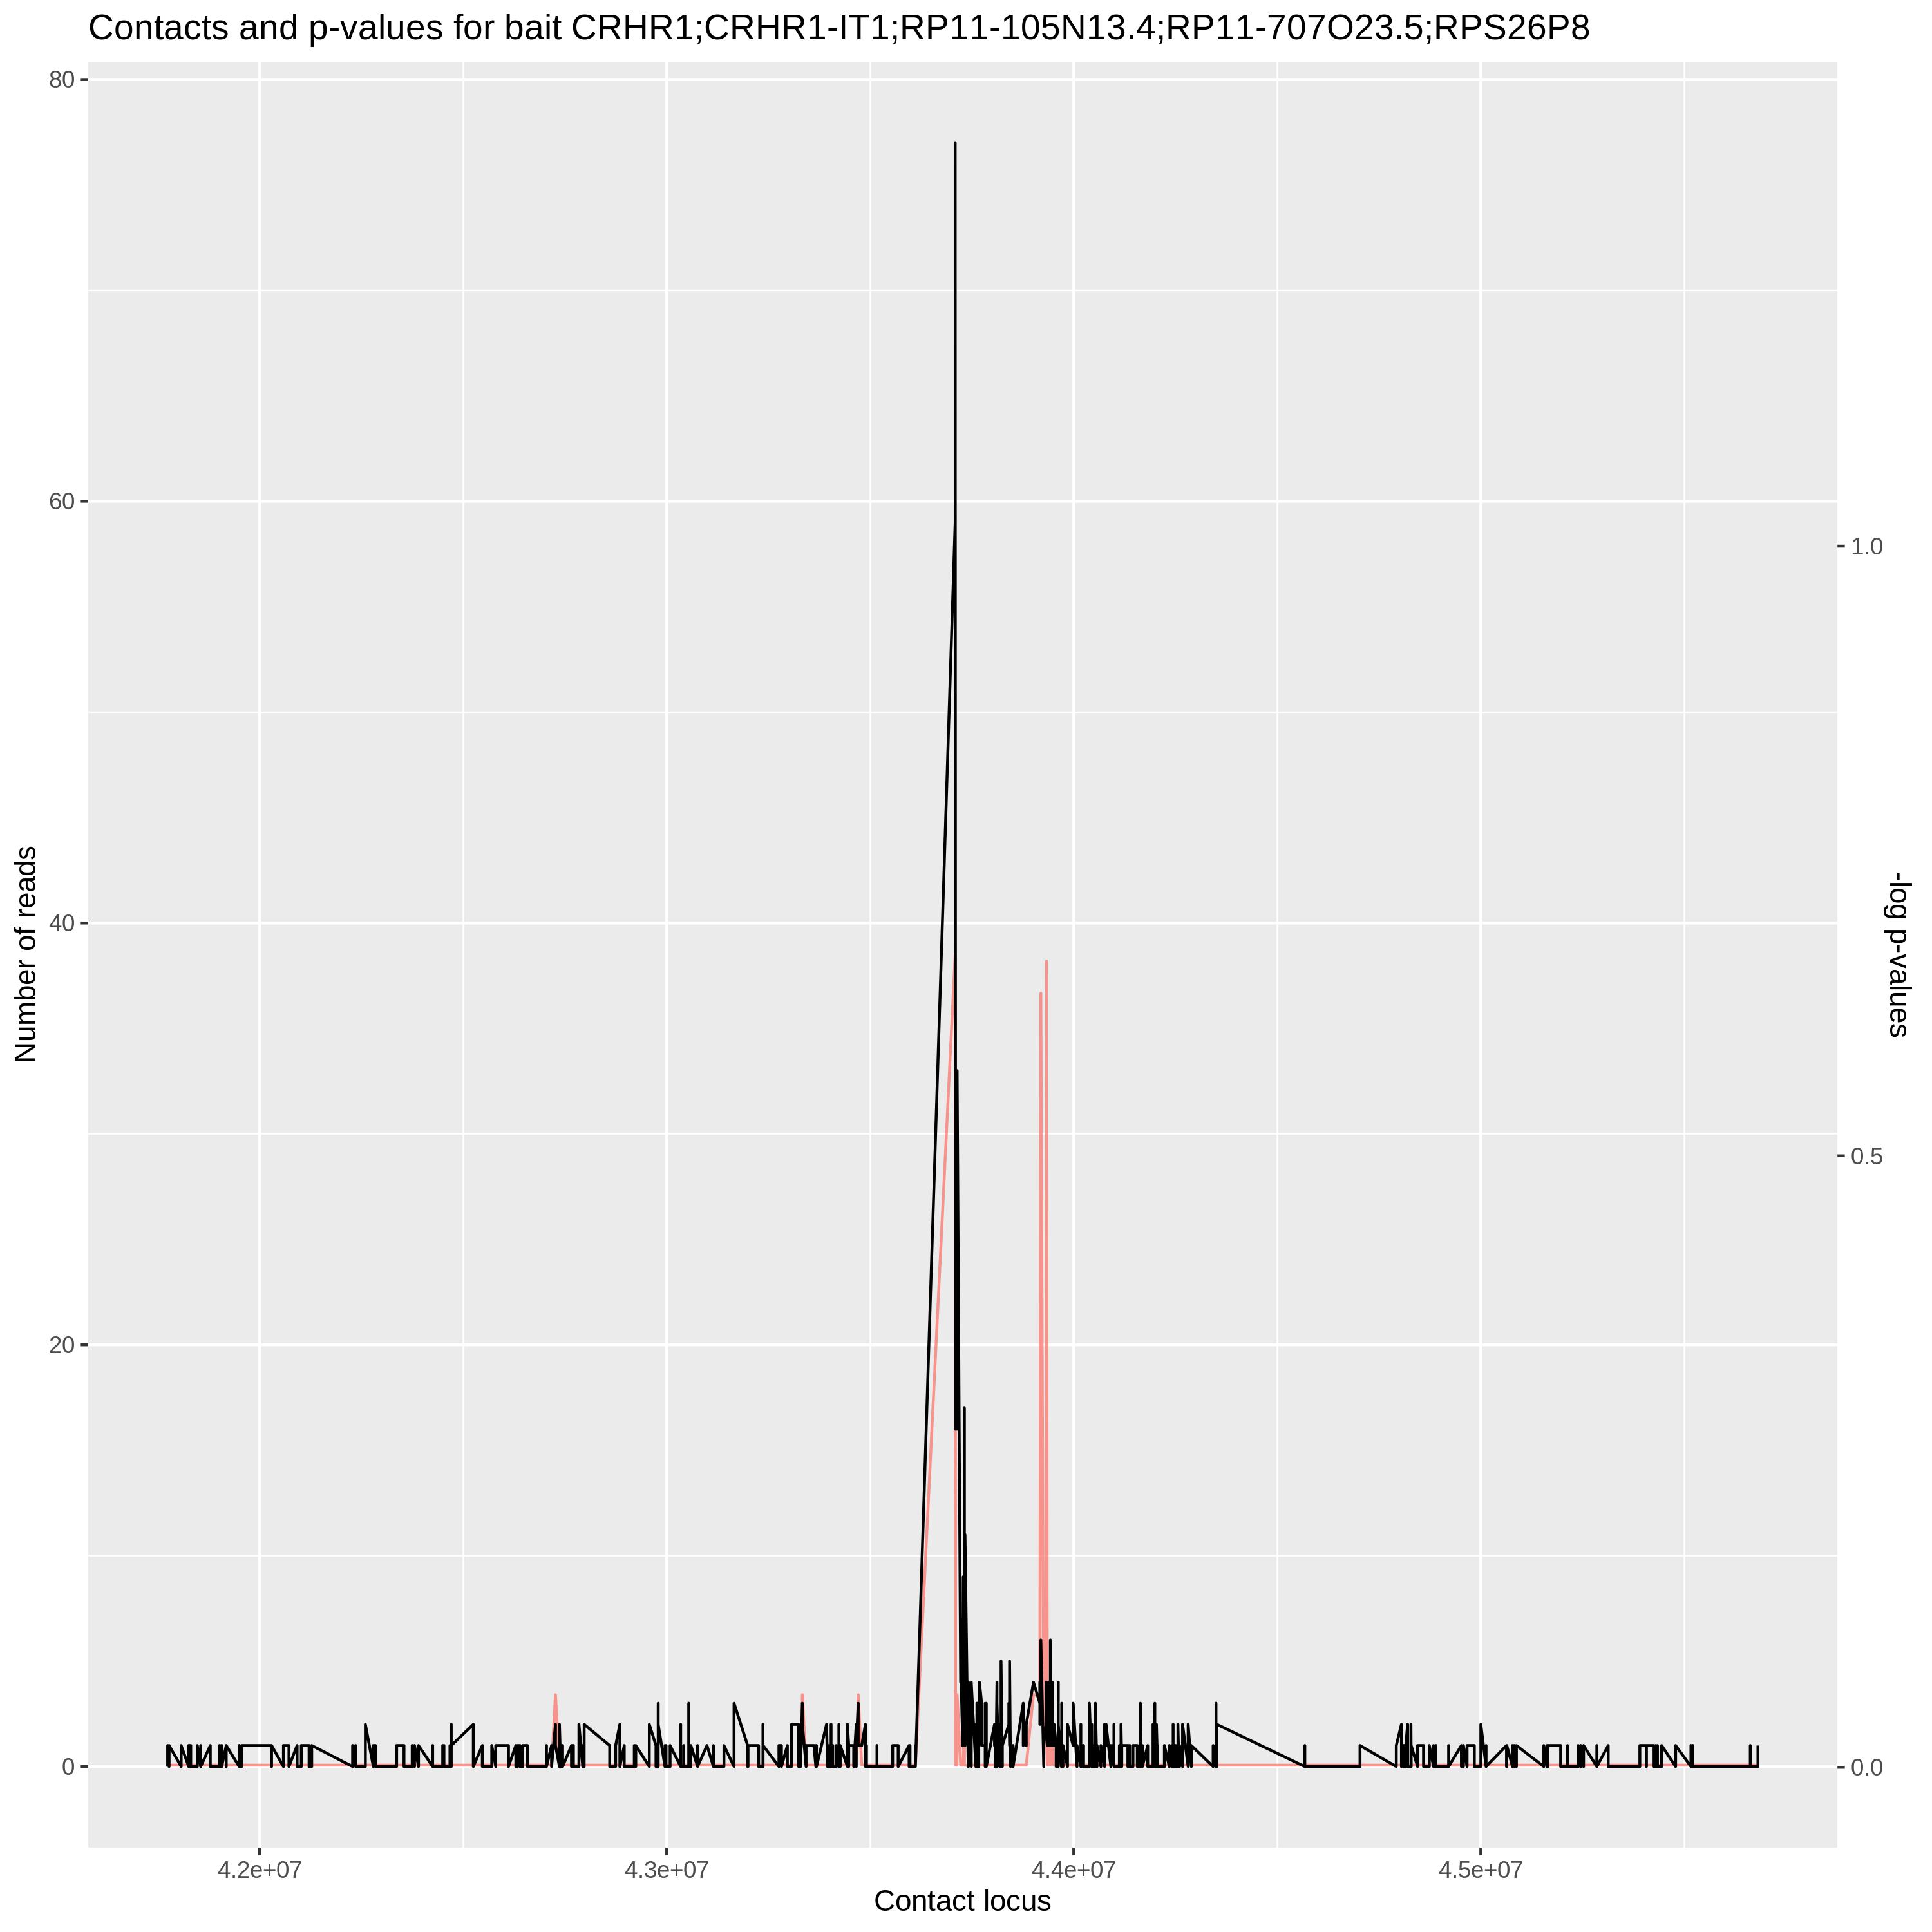 Contacts and p-values for bait CRHR1;CRHR1-IT1;RP11-105N13.4;RP11-707O23.5;RPS26P8
80
60
40
20
0
Number of reads
1.0
0.5
0.0
-log p-values
4.2e+07 4.3e+07 4.4e+07 4.5e+07
Contact locus